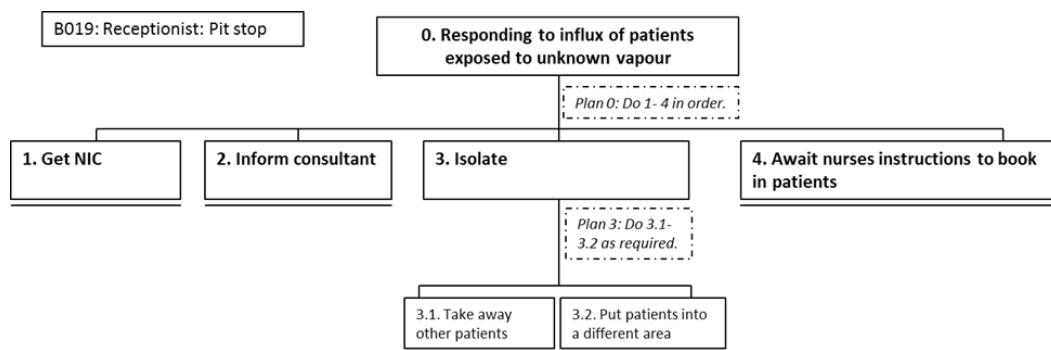 B019: Receptionist: Pit stop
0. Responding to influx of patients
exposed to unknown vapour
Plan 0: Do 1- 4 in order.
1. Get NIC
2. Inform consultant
3. Isolate
4. Await nurses instructions to book
in patients
Plan 3: Do 3.1-
3.2 as required.
3.1. Take away
other patients
3.2. Put patients into
a different area